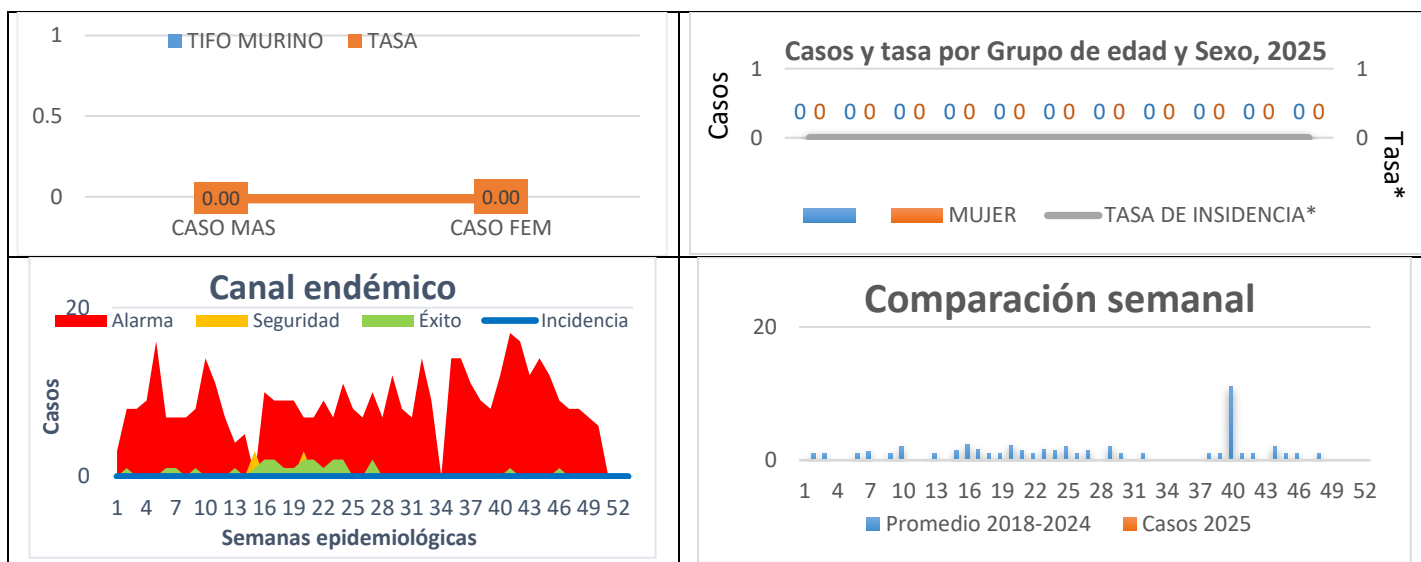 1
TIFO MURINO TASA
0.5
0
0.00 0.00
CASO MAS CASO FEM
Casos y tasa por Grupo de edad y Sexo, 2025
Casos
1 1
0 0 0 0 0 0 0 0 0 0 0 0 0 0 0 0 0 0 0 0 0 0
0 0
Tasa*
MUJER TASA DE INSIDENCIA*
Canal endémico
20
Alarma Seguridad Éxito Incidencia
Casos
0
1 4 7 10 13 16 19 22 25 28 31 34 37 40 43 46 49 52
Semanas epidemiológicas
Comparación semanal
20
0
1 4 7 10 13 16 19 22 25 28 31 34 37 40 43 46 49 52
Promedio 2018-2024 Casos 2025